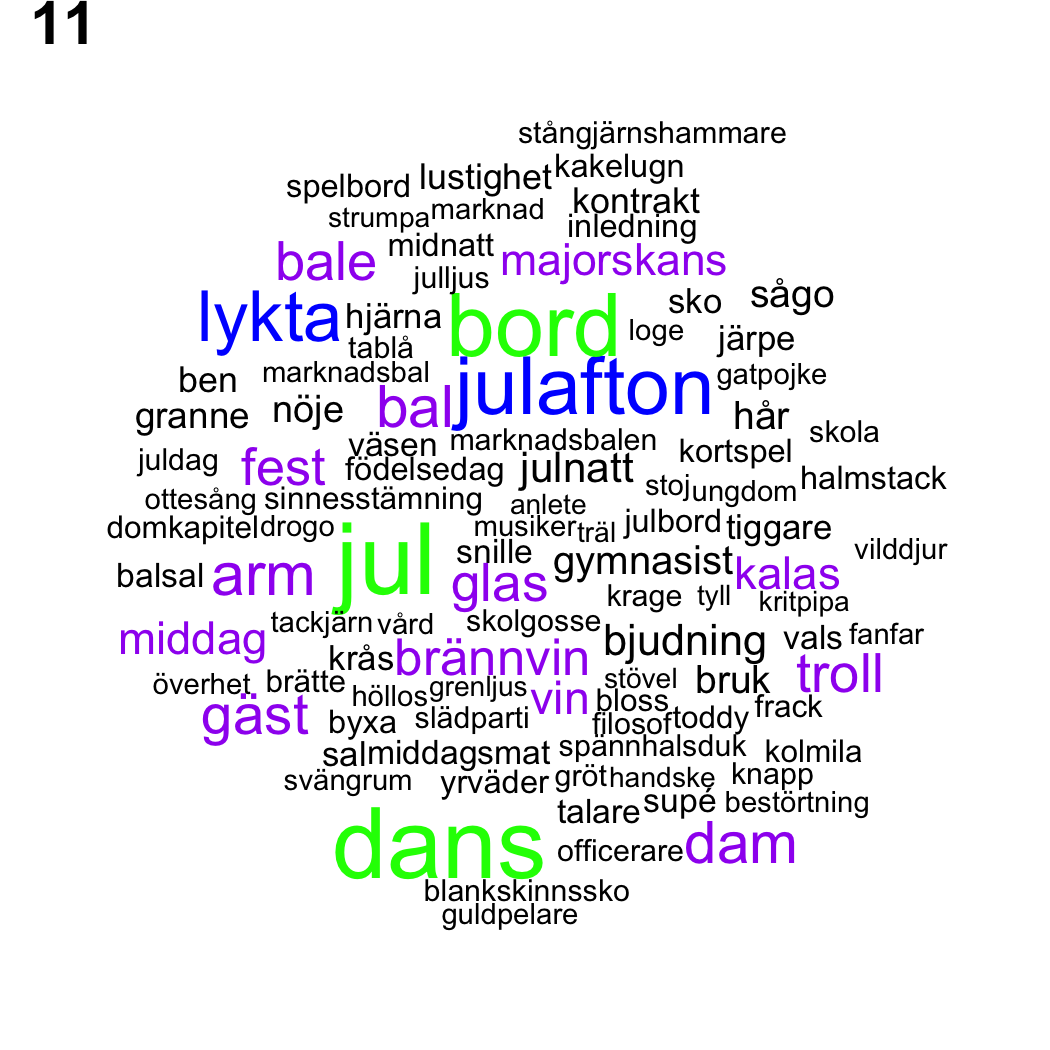 11
stångjärnshammare
spelbord lustighet kakelugn
strumpa marknad kontrakt
inledning
bale midnatt majorskans
julljus
lykta hjärna bord sko sågo
tablå loge järpe
ben marknadsbal julafton gatpojke
granne nöje bal hår
väsen marknadsbalen kortspel skola
juldag fest födelsedag julnatt halmstack
ottesång sinnesstämning anlete stoj ungdom
domkapitel drogo jul musiker träl julbord tiggare
balsal arm snille gymnasist vilddjur
glas kalas
krage tyll kritpipa
middag tackjärn vård skolgosse bjudning vals fanfar
krås brännvin
överhet brätte höllos grenljus vin stövel bruk troll
gäst byxa slädparti bloss frack
filosof toddy
sal middagsmat spännhalsduk kolmila
svängrum yrväder gröt handske knapp
talare supé bestörtning
dans officerare dam
blankskinnssko
guldpelare